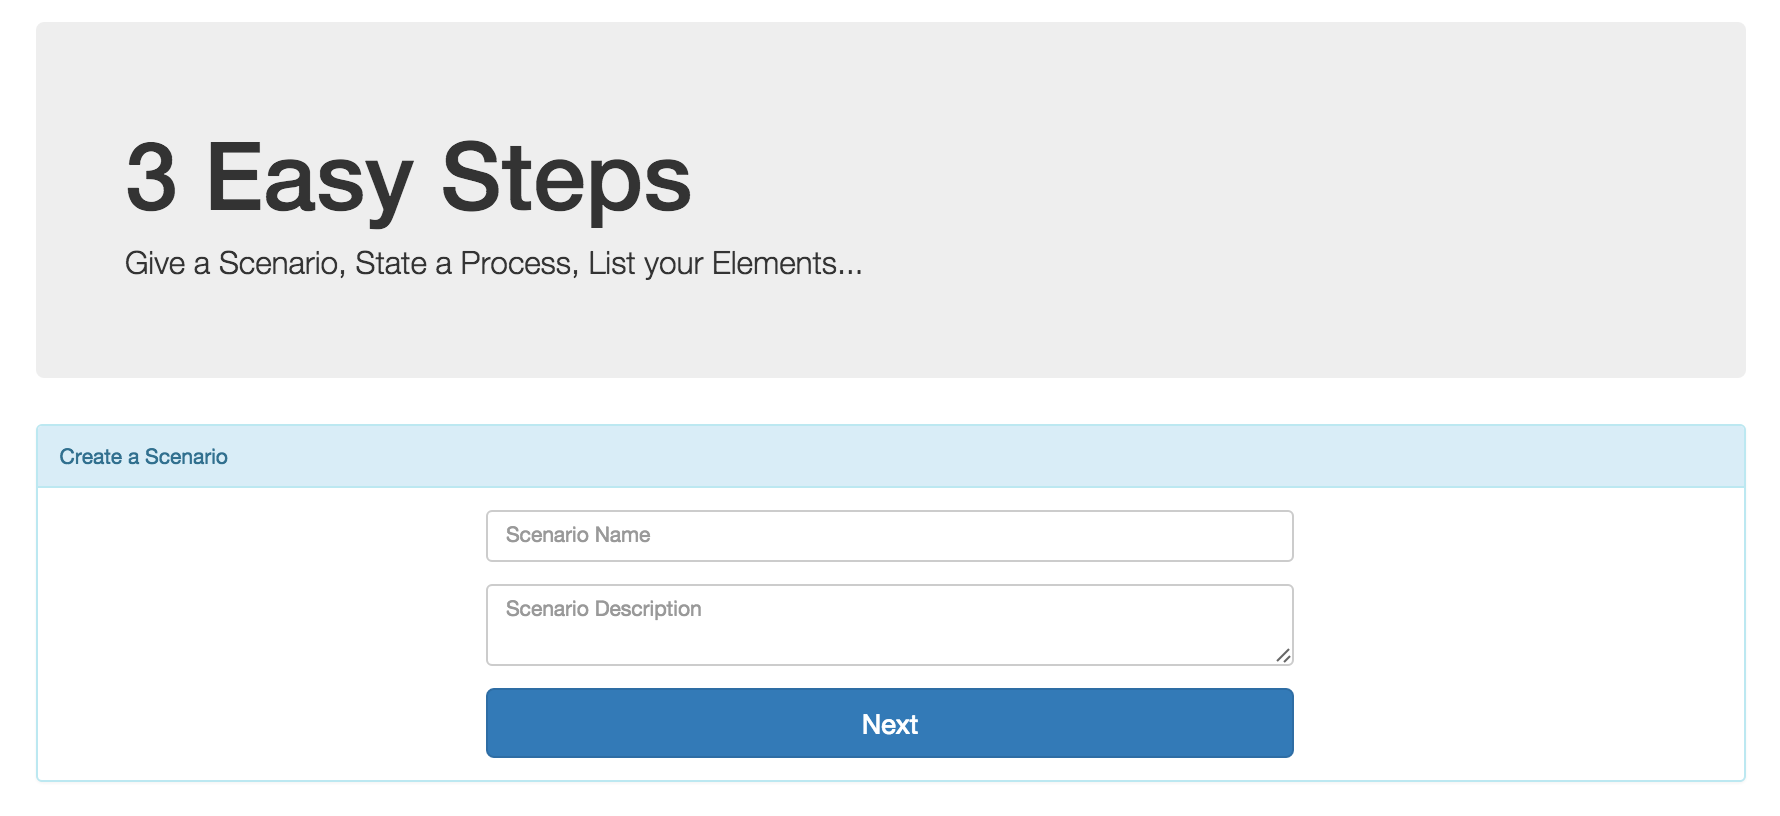 3 Easy Steps
Give a Scenario, State a Process, List your Elements...
Create a Scenario
Scenario Name
Scenario Description
Next